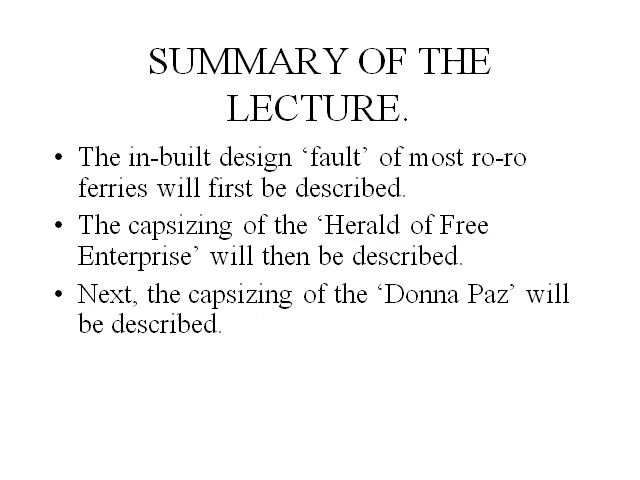 SUMMARY OF THE
LECTURE.
• The in-built design ‘fault’ of most ro-ro
ferries will first be described.
• The capsizing of the ‘Herald of Free
Enterprise’ will then be described.
• Next, the capsizing of the ‘Donna Paz’ will
be described.